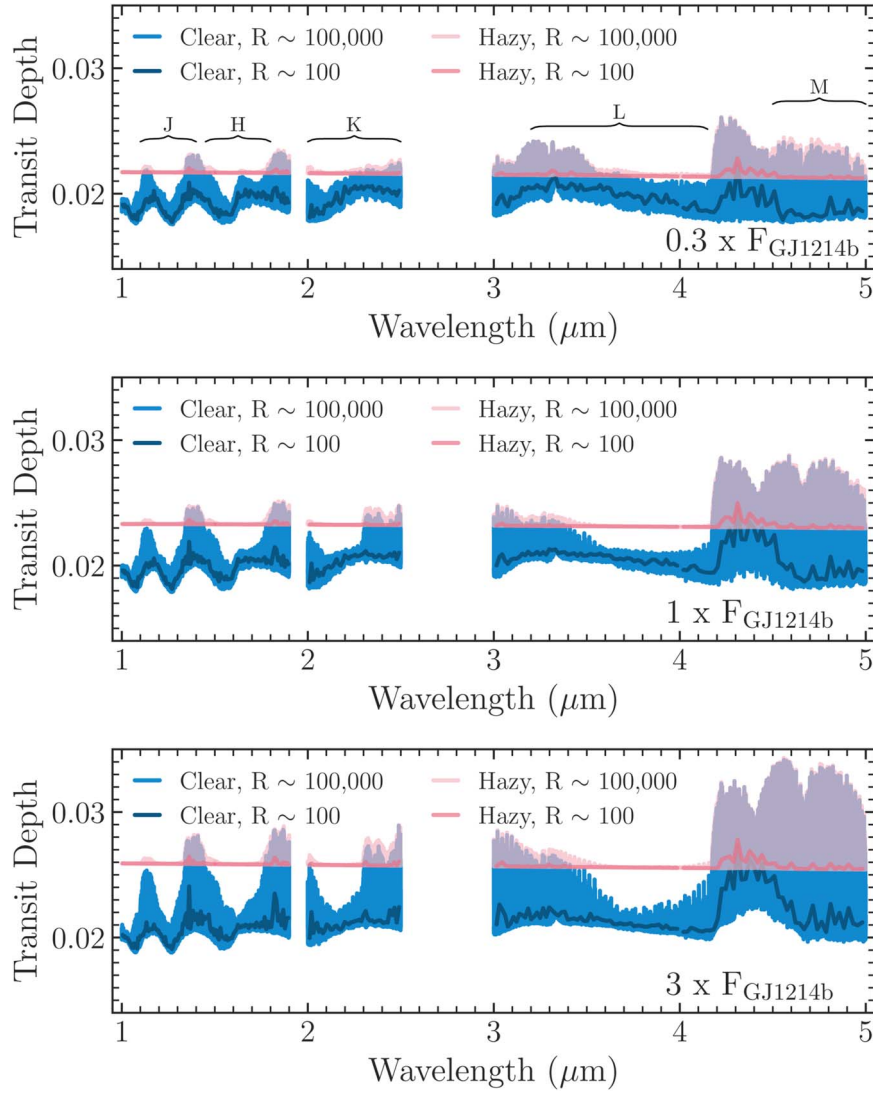 Clear, R ~ 100,000 Hazy, R ~ 100,000
Clear, R ~ 100 Hazy, R ~ 100
J H K L M
0.03
0.02
Transit Depth
0.3 x F_GJ1214b
1 2 3 4 5
Wavelength (μm)
Clear, R ~ 100,000 Hazy, R ~ 100,000
Clear, R ~ 100 Hazy, R ~ 100
0.03
0.02
Transit Depth
1 x F_GJ1214b
1 2 3 4 5
Wavelength (μm)
Clear, R ~ 100,000 Hazy, R ~ 100,000
Clear, R ~ 100 Hazy, R ~ 100
0.03
0.02
Transit Depth
3 x F_GJ1214b
1 2 3 4 5
Wavelength (μm)